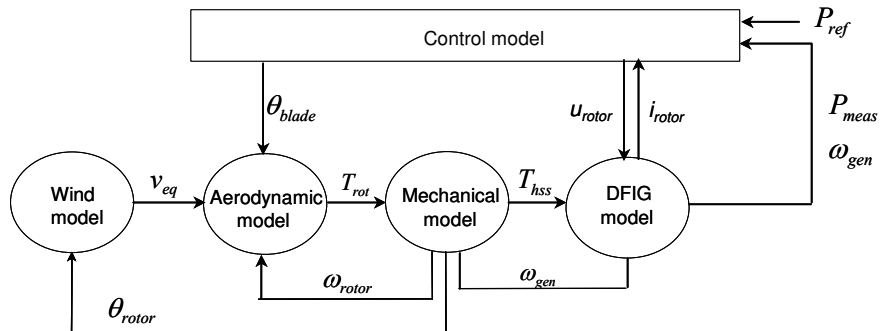 Control model
P_ref
θ_blade
u_rotor
i_rotor
P_meas
ω_gen
Wind
model
v_eq
Aerodynamic
model
T_rot
Mechanical
model
T_hss
DFIG
model
ω_rotor
ω_gen
θ_rotor